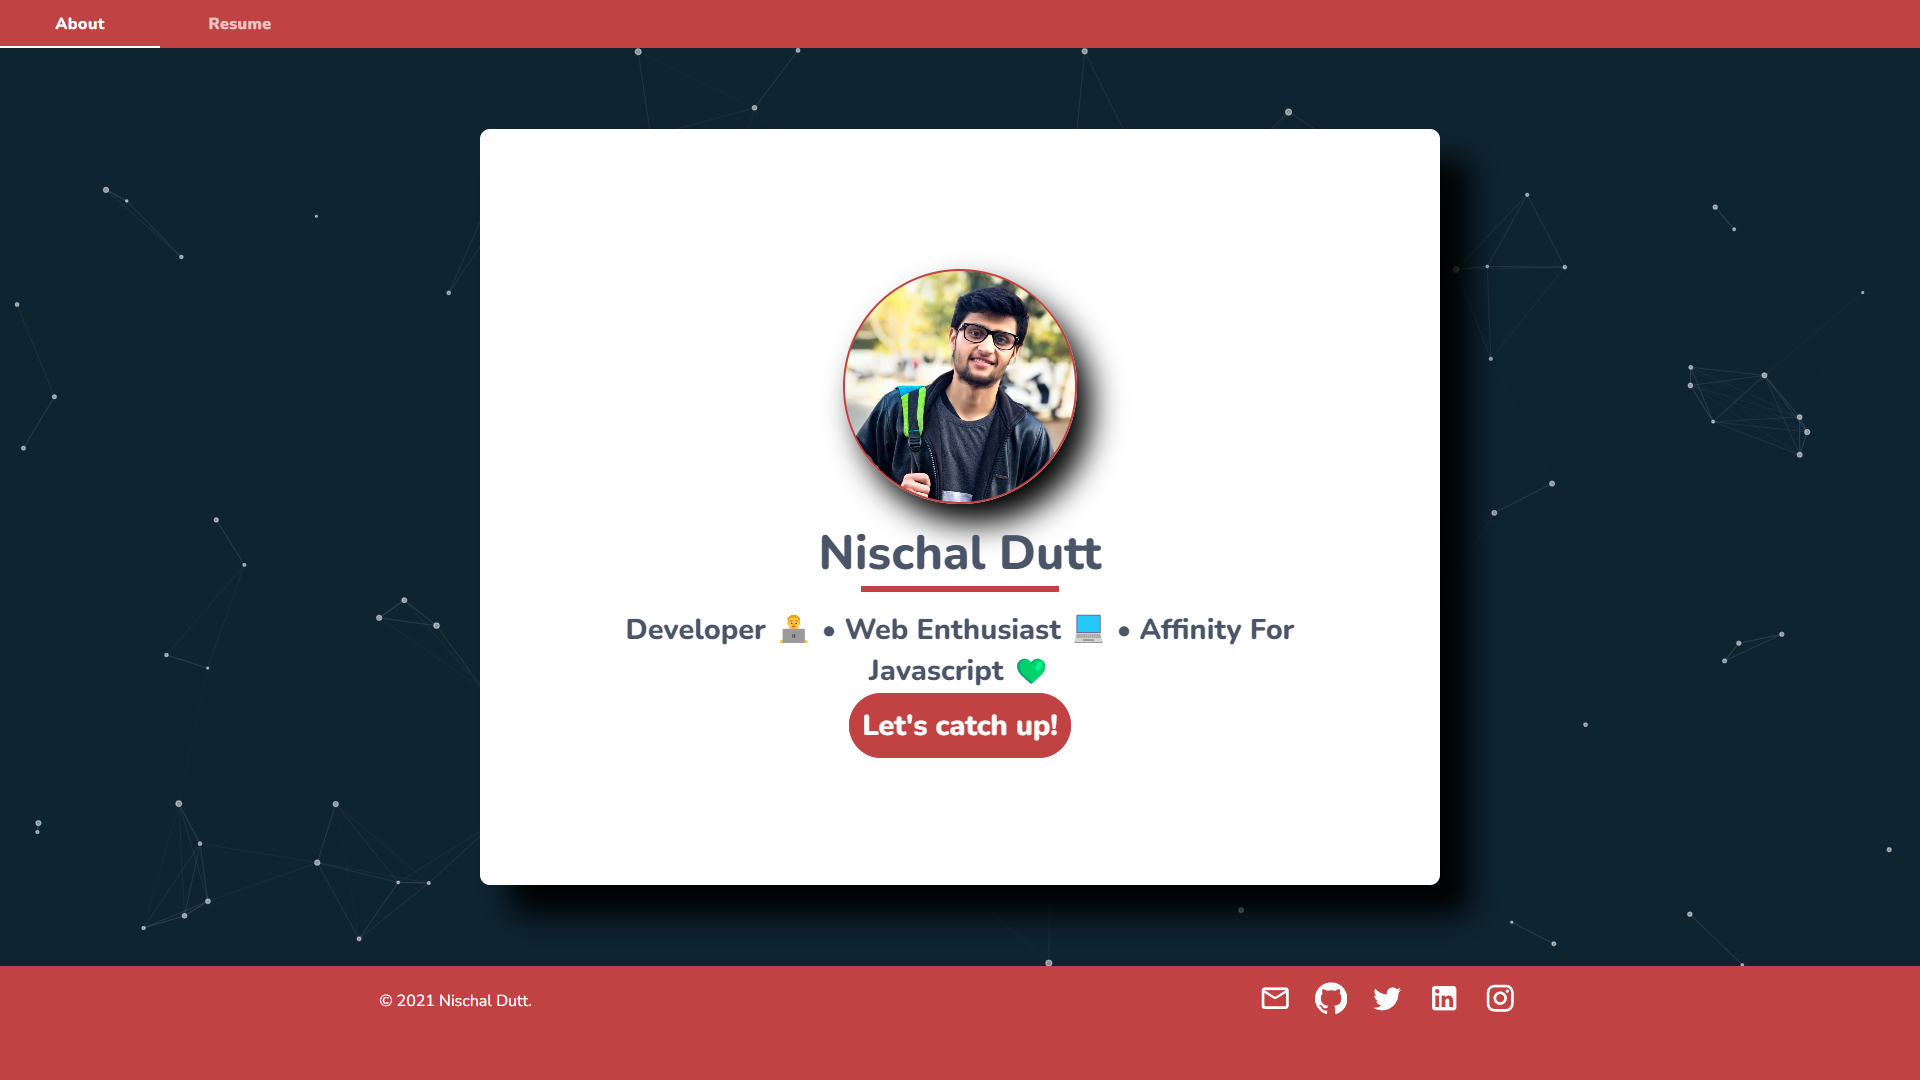 About
Resume
Nischal Dutt
Developer 👨‍💻 • Web Enthusiast 💻 • Affinity For
Javascript 💚
Let's catch up!
© 2021 Nischal Dutt.